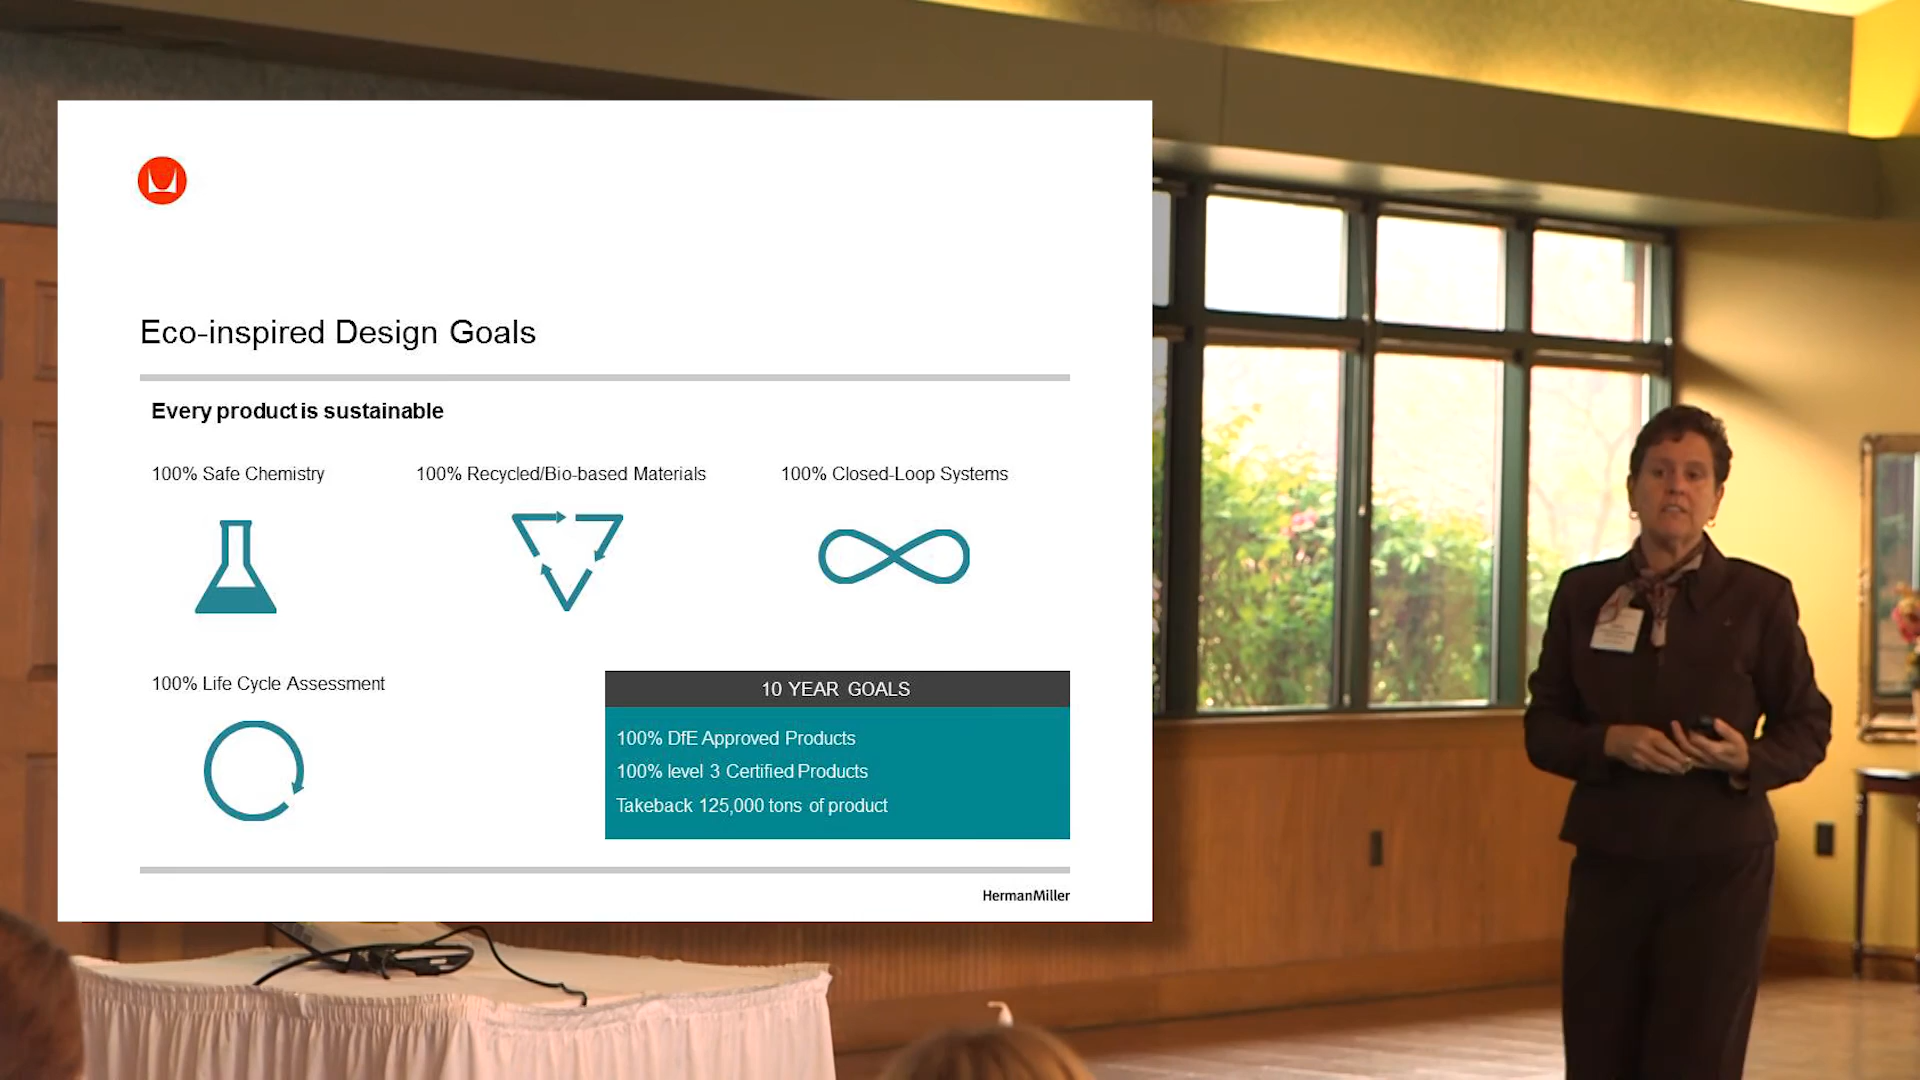 Eco-inspired Design Goals
Every product is sustainable
100% Safe Chemistry
100% Recycled/Bio-based Materials
100% Closed-Loop Systems
100% Life Cycle Assessment
10 YEAR GOALS
100% DfE Approved Products
100% level 3 Certified Products
Takeback 125,000 tons of product
HermanMiller